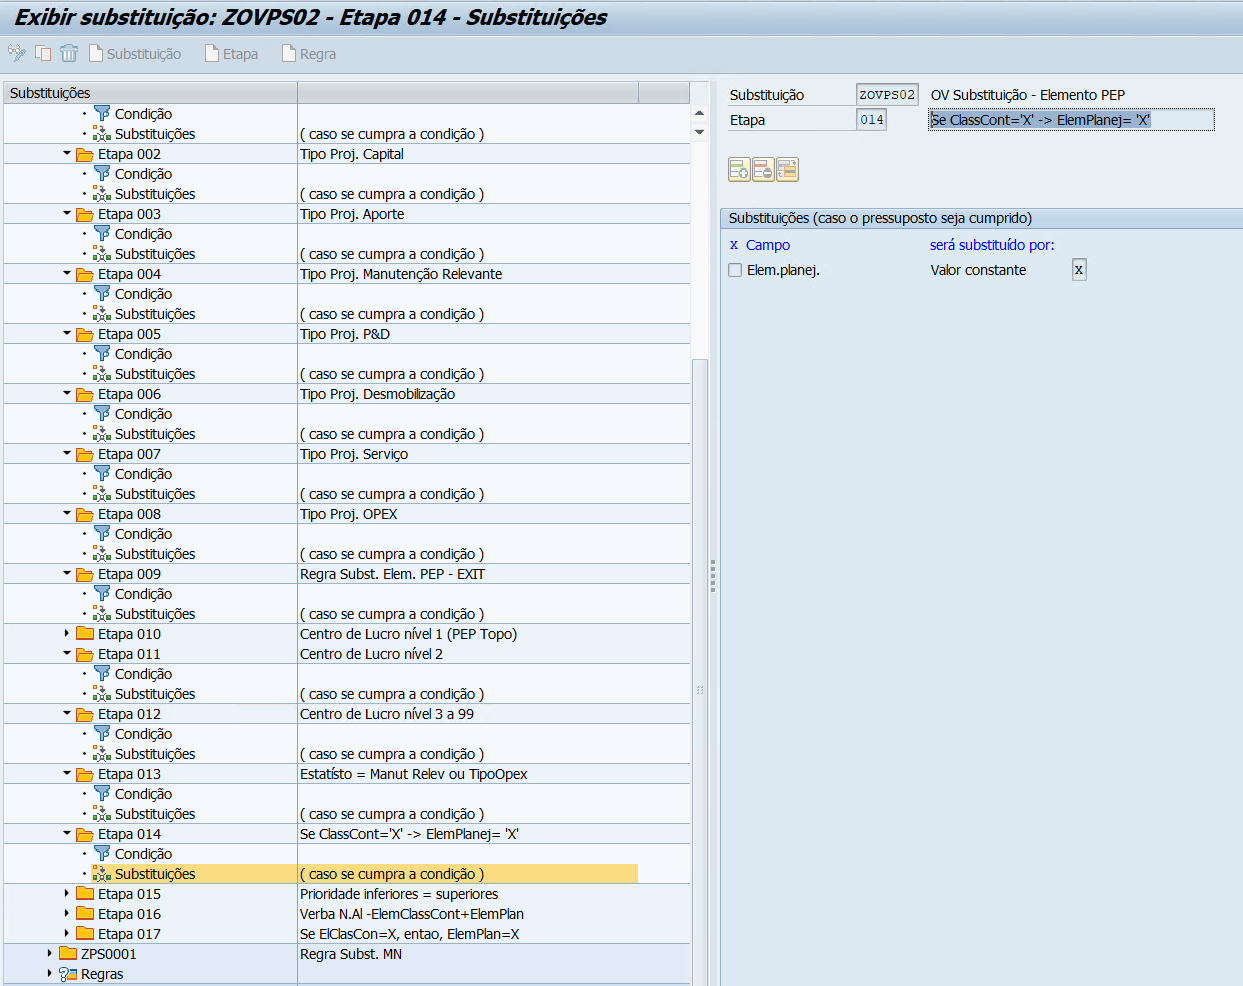 Exibir substituição: ZOVPS02 - Etapa 014 - Substituições
Substituição Etapa Regra
Substituições
Condição
Substituições ( caso se cumpra a condição )
Etapa 002 Tipo Proj. Capital
Condição
Substituições ( caso se cumpra a condição )
Etapa 003 Tipo Proj. Aporte
Condição
Substituições ( caso se cumpra a condição )
Etapa 004 Tipo Proj. Manutenção Relevante
Condição
Substituições ( caso se cumpra a condição )
Etapa 005 Tipo Proj. P&D
Condição
Substituições ( caso se cumpra a condição )
Etapa 006 Tipo Proj. Desmobilização
Condição
Substituições ( caso se cumpra a condição )
Etapa 007 Tipo Proj. Serviço
Condição
Substituições ( caso se cumpra a condição )
Etapa 008 Tipo Proj. OPEX
Condição
Substituições ( caso se cumpra a condição )
Etapa 009 Regra Subst. Elem. PEP - EXIT
Condição
Substituições ( caso se cumpra a condição )
Etapa 010 Centro de Lucro nível 1 (PEP Topo)
Etapa 011 Centro de Lucro nível 2
Condição
Substituições ( caso se cumpra a condição )
Etapa 012 Centro de Lucro nível 3 a 99
Condição
Substituições ( caso se cumpra a condição )
Etapa 013 Estatísto = Manut Relev ou TipoOpex
Condição
Substituições ( caso se cumpra a condição )
Etapa 014 Se ClassCont='X' -> ElemPlanej= 'X'
Condição
Substituições ( caso se cumpra a condição )
Etapa 015 Prioridade inferiores = superiores
Etapa 016 Verba N.Al -ElemClassCont+ElemPlan
Etapa 017 Se ElClasCon=X, entao, ElemPlan=X
ZPS0001 Regra Subst. MN
Regras
Substituição ZOVPS02 OV Substituição - Elemento PEP
Etapa 014 Se ClassCont='X' -> ElemPlanej= 'X'
Substituições (caso o pressuposto seja cumprido)
x Campo será substituído por:
Elem.planej. Valor constante X